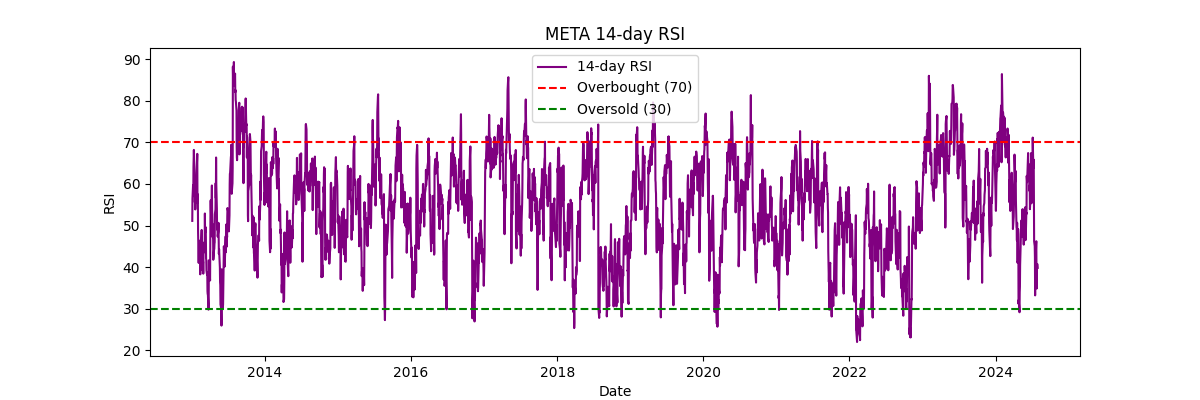 META 14-day RSI
14-day RSI
Overbought (70)
Oversold (30)
RSI
90
80
70
60
50
40
30
20
2014
2016
2018
2020
2022
2024
Date